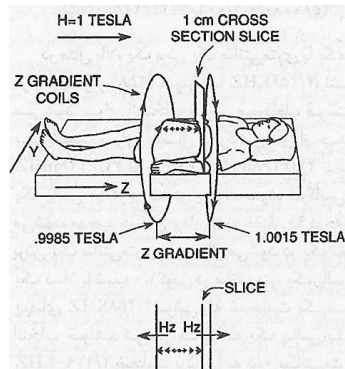 H=1 TESLA
1 cm CROSS
SECTION SLICE
Z GRADIENT
COILS
Y
Z
.9985 TESLA
1.0015 TESLA
Z GRADIENT
SLICE
Hz Hz